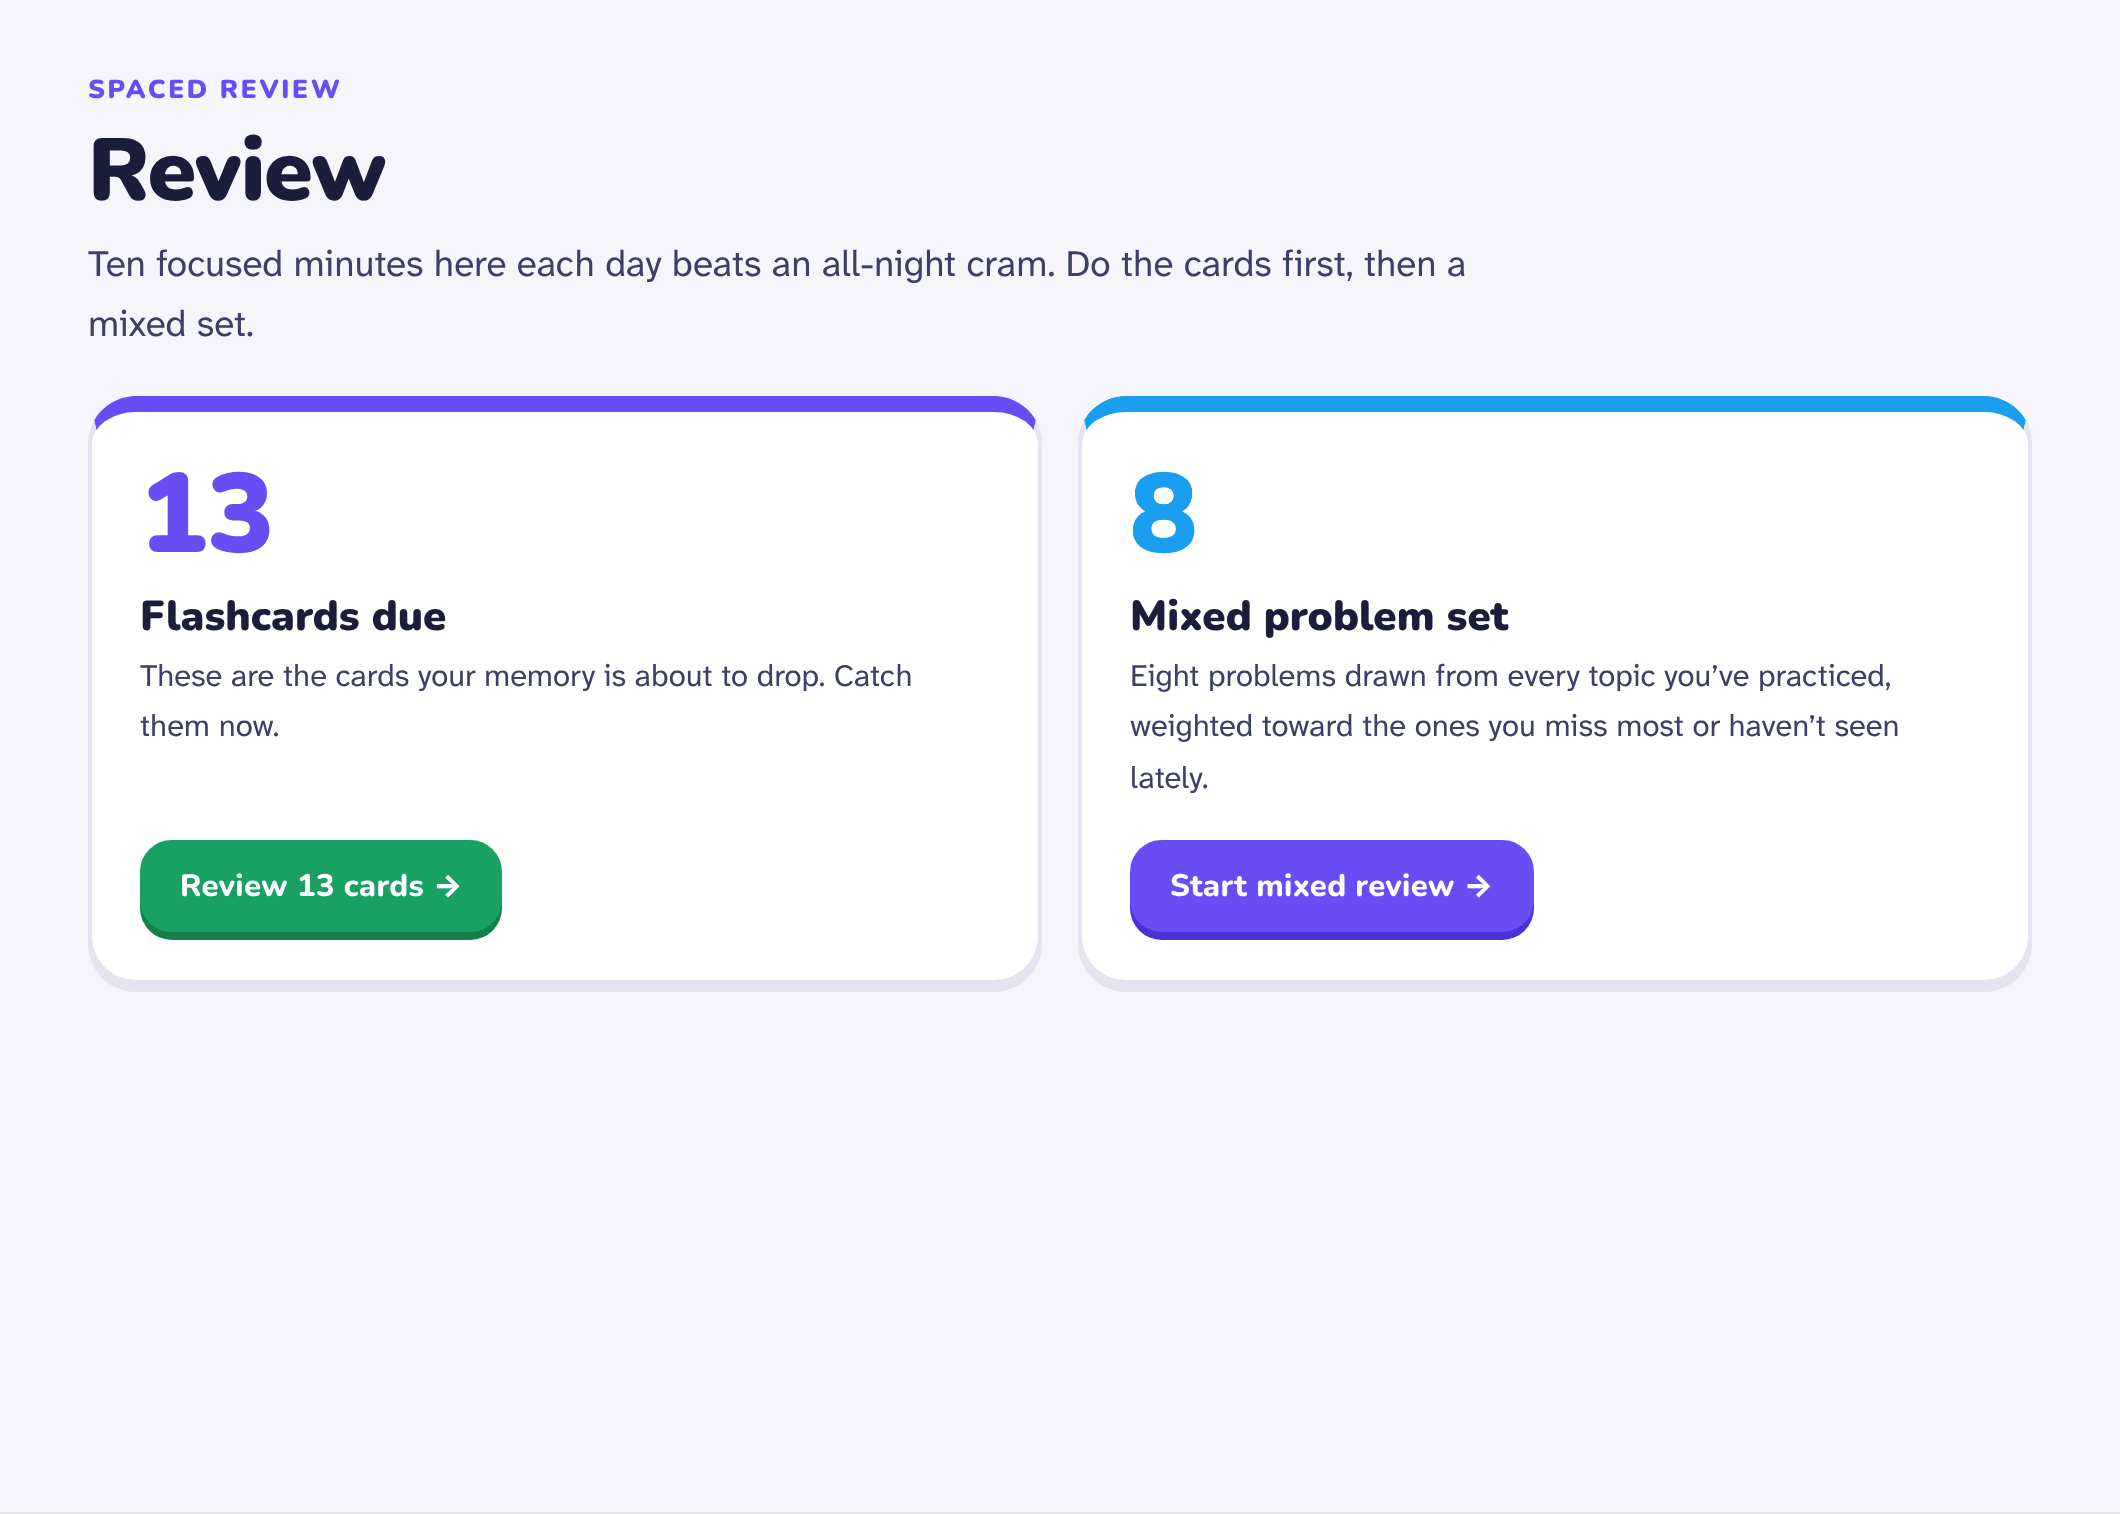 SPACED REVIEW
Review
Ten focused minutes here each day beats an all-night cram. Do the cards first, then a
mixed set.
13
Flashcards due
These are the cards your memory is about to drop. Catch
them now.
Review 13 cards →
8
Mixed problem set
Eight problems drawn from every topic you’ve practiced,
weighted toward the ones you miss most or haven’t seen
lately.
Start mixed review →